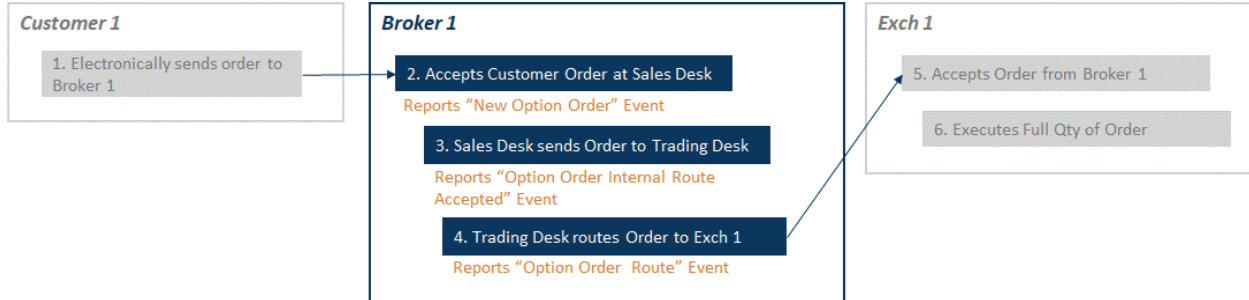 Customer 1
1. Electronically sends order to
Broker 1
Broker 1
2. Accepts Customer Order at Sales Desk
Reports “New Option Order” Event
3. Sales Desk sends Order to Trading Desk
Reports “Option Order Internal Route
Accepted” Event
4. Trading Desk routes Order to Exch 1
Reports “Option Order Route” Event
Exch 1
5. Accepts Order from Broker 1
6. Executes Full Qty of Order